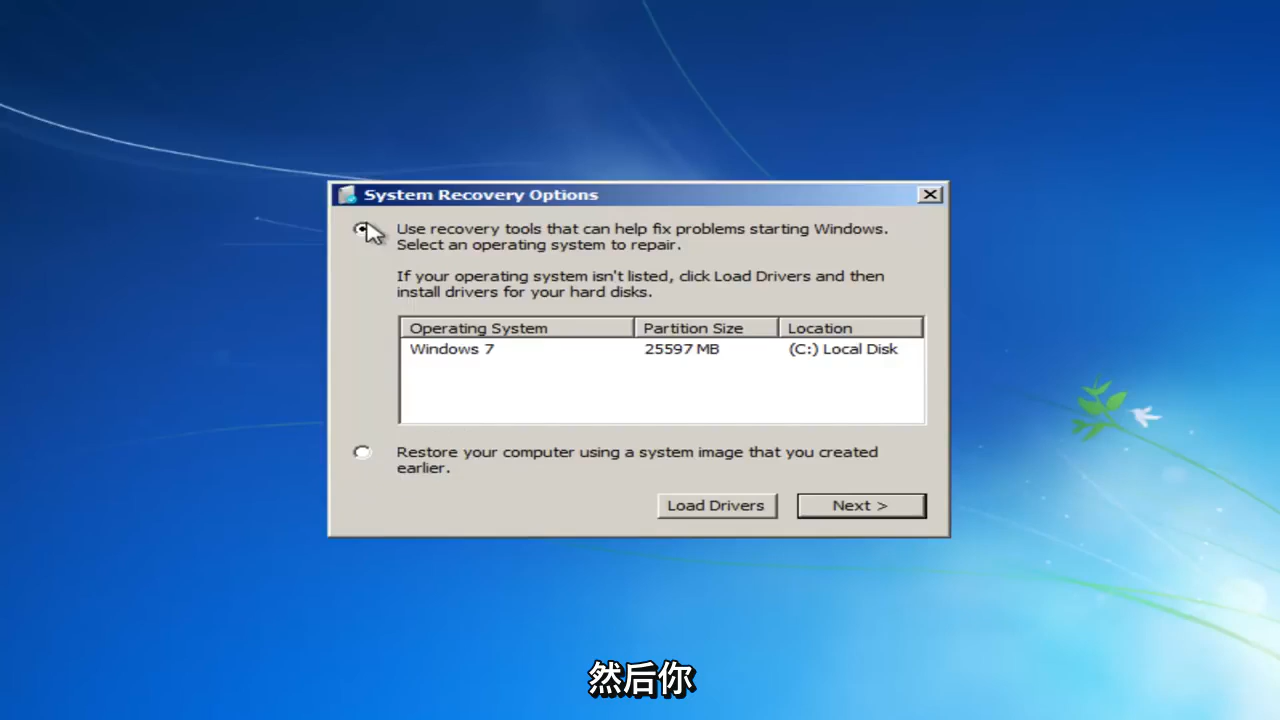 System Recovery Options
Use recovery tools that can help fix problems starting Windows.
Select an operating system to repair.
If your operating system isn't listed, click Load Drivers and then
install drivers for your hard disks.
Operating System Partition Size Location
Windows 7 25597 MB (C:) Local Disk
Restore your computer using a system image that you created
earlier.
Load Drivers Next >
然后你